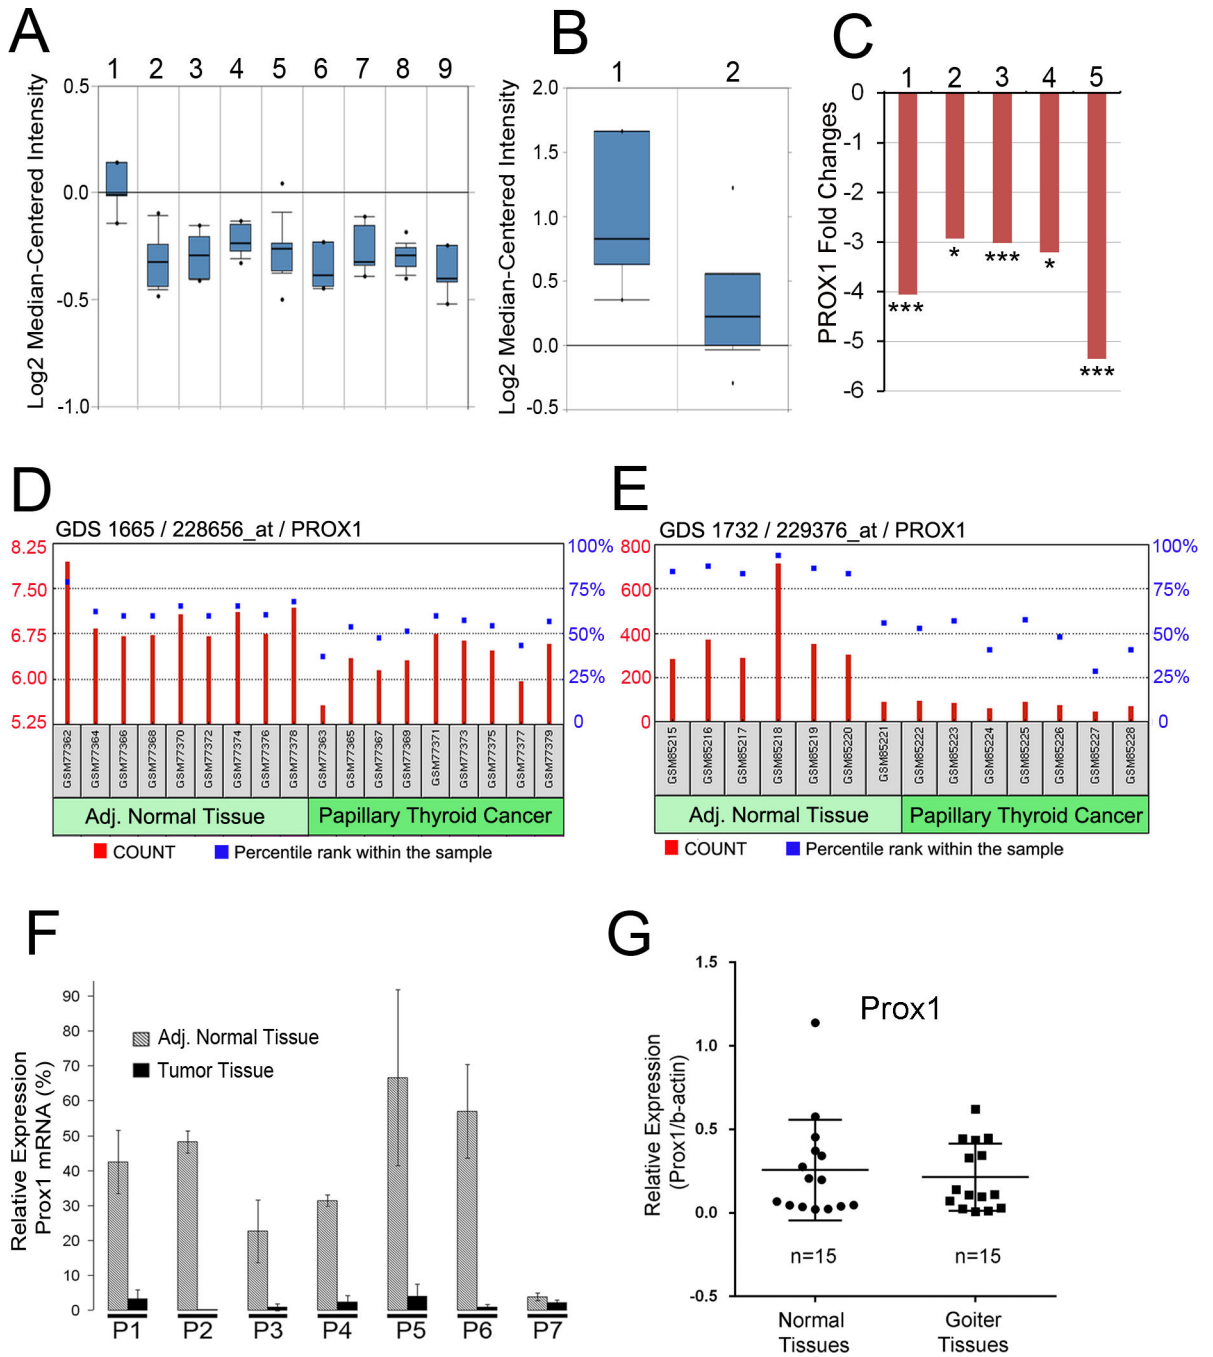 A
B
C
1 2 3 4 5 6 7 8 9
Log2 Median-Centered Intensity
0.5
0.0
-0.5
-1.0
1 2
Log2 Median-Centered Intensity
2.0
1.5
1.0
0.5
0.0
-0.5
1 2 3 4 5
PROX1 Fold Changes
0
-1
-2
-3
-4
-5
-6
*** * *** * ***
D
GDS 1665 / 228656_at / PROX1
8.25
7.50
6.75
6.00
5.25
100%
75%
50%
25%
0
GSM77362
GSM77364
GSM77366
GSM77368
GSM77370
GSM77372
GSM77374
GSM77376
GSM77378
GSM77363
GSM77365
GSM77367
GSM77369
GSM77371
GSM77373
GSM77375
GSM77377
GSM77379
Adj. Normal Tissue
Papillary Thyroid Cancer
COUNT
Percentile rank within the sample
E
GDS 1732 / 229376_at / PROX1
800
600
400
200
0
100%
75%
50%
25%
0
GSM85215
GSM85216
GSM85217
GSM85218
GSM85219
GSM85220
GSM85221
GSM85222
GSM85223
GSM85224
GSM85225
GSM85226
GSM85227
GSM85228
Adj. Normal Tissue
Papillary Thyroid Cancer
COUNT
Percentile rank within the sample
F
Relative Expression
Prox1 mRNA (%)
90
80
70
60
50
40
30
20
10
0
Adj. Normal Tissue
Tumor Tissue
P1 P2 P3 P4 P5 P6 P7
G
Relative Expression
(Prox1/b-actin)
1.5
1.0
0.5
0.0
-0.5
Prox1
n=15
n=15
Normal
Tissues
Goiter
Tissues